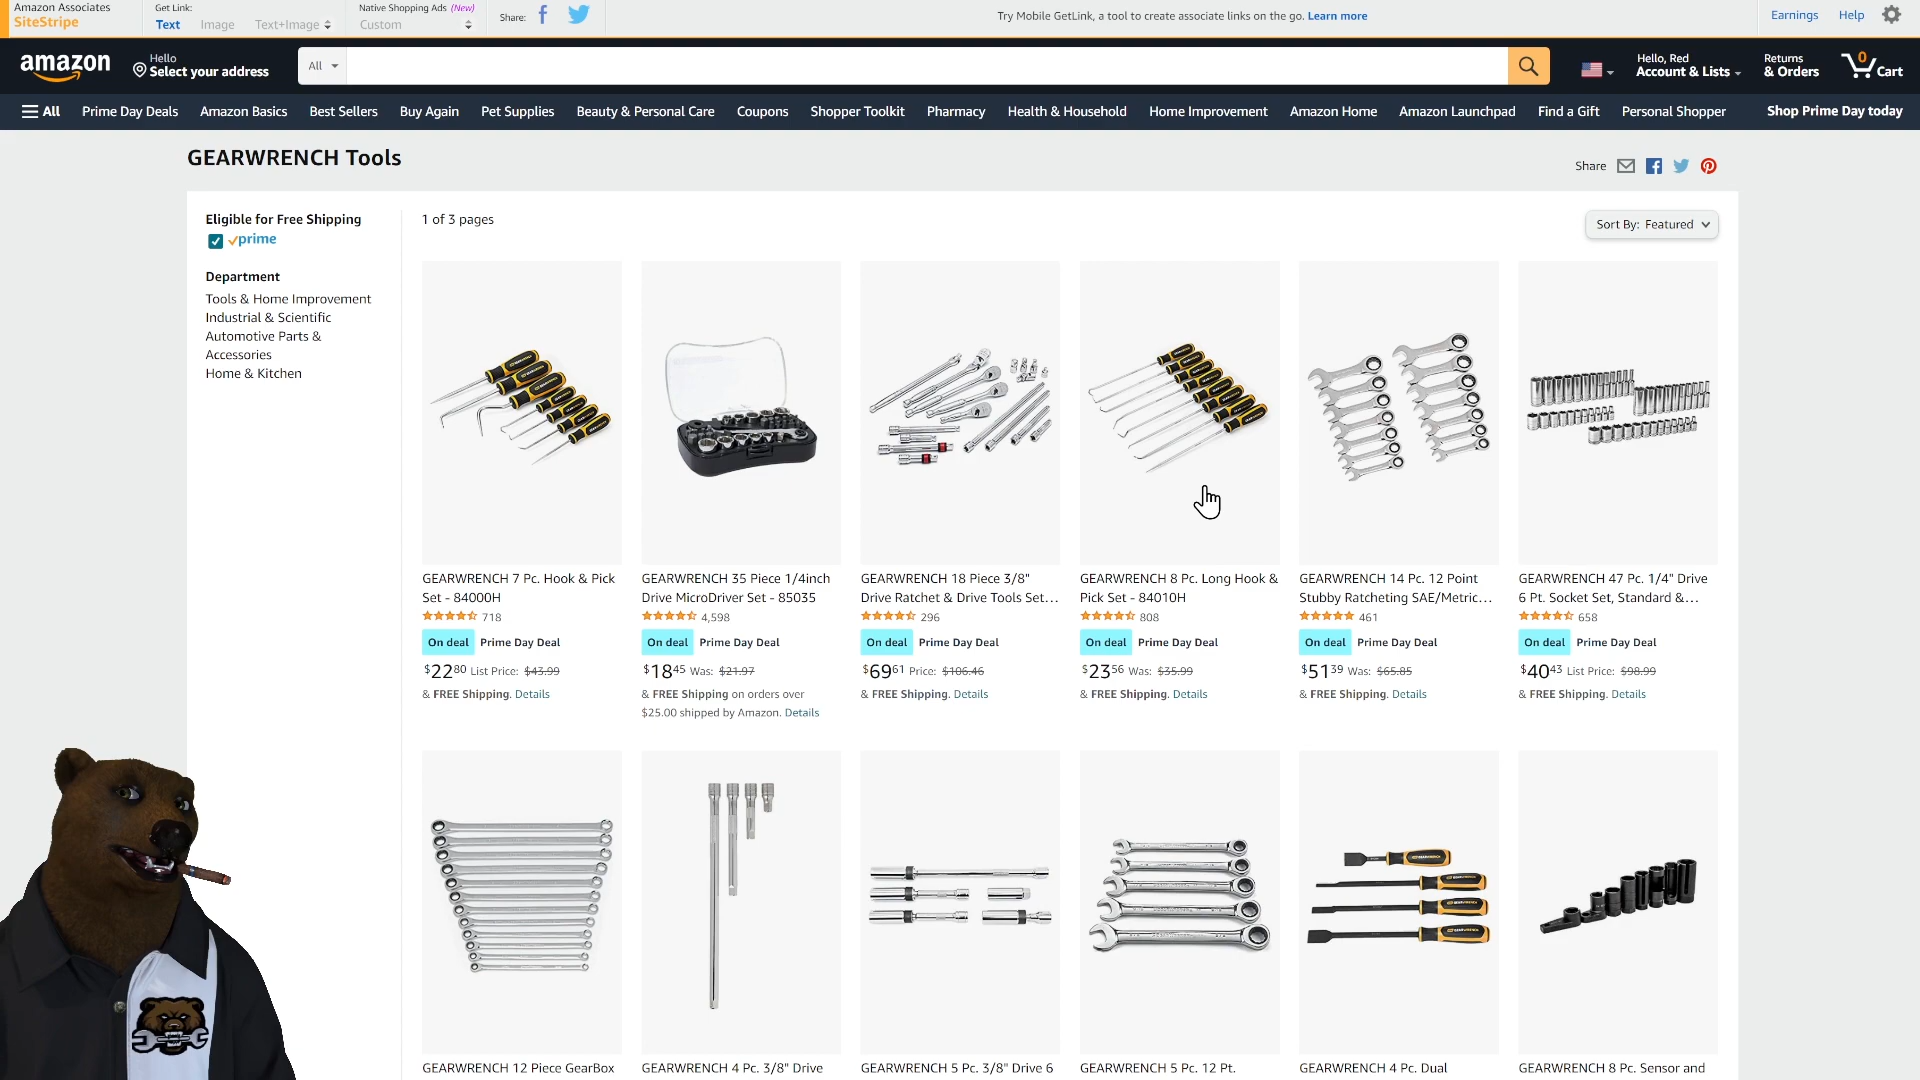 Amazon Associates
SiteStripe
Get Link:
Text
Image
Text+Image
Native Shopping Ads (New)
Custom
Share:
Try Mobile GetLink, a tool to create associate links on the go. Learn more
Earnings
Help
amazon
Hello
Select your address
All
Hello, Red
Account & Lists
Returns
& Orders
0
Cart
All
Prime Day Deals
Amazon Basics
Best Sellers
Buy Again
Pet Supplies
Beauty & Personal Care
Coupons
Shopper Toolkit
Pharmacy
Health & Household
Home Improvement
Amazon Home
Amazon Launchpad
Find a Gift
Personal Shopper
Shop Prime Day today
GEARWRENCH Tools
Share
Eligible for Free Shipping
prime
Department
Tools & Home Improvement
Industrial & Scientific
Automotive Parts &
Accessories
Home & Kitchen
1 of 3 pages
Sort By: Featured
GEARWRENCH 7 Pc. Hook & Pick
Set - 84000H
718
On deal Prime Day Deal
$2280 List Price: $43.99
& FREE Shipping. Details
GEARWRENCH 35 Piece 1/4inch
Drive MicroDriver Set - 85035
4,598
On deal Prime Day Deal
$1845 Was: $21.97
& FREE Shipping on orders over
$25.00 shipped by Amazon. Details
GEARWRENCH 18 Piece 3/8"
Drive Ratchet & Drive Tools Set…
296
On deal Prime Day Deal
$6961 Price: $106.46
& FREE Shipping. Details
GEARWRENCH 8 Pc. Long Hook &
Pick Set - 84010H
808
On deal Prime Day Deal
$2356 Was: $35.99
& FREE Shipping. Details
GEARWRENCH 14 Pc. 12 Point
Stubby Ratcheting SAE/Metric…
461
On deal Prime Day Deal
$5139 Was: $65.85
& FREE Shipping. Details
GEARWRENCH 47 Pc. 1/4" Drive
6 Pt. Socket Set, Standard &…
658
On deal Prime Day Deal
$4043 List Price: $98.99
& FREE Shipping. Details
GEARWRENCH 12 Piece GearBox
GEARWRENCH 4 Pc. 3/8" Drive
GEARWRENCH 5 Pc. 3/8" Drive 6
GEARWRENCH 5 Pc. 12 Pt.
GEARWRENCH 4 Pc. Dual
GEARWRENCH 8 Pc. Sensor and